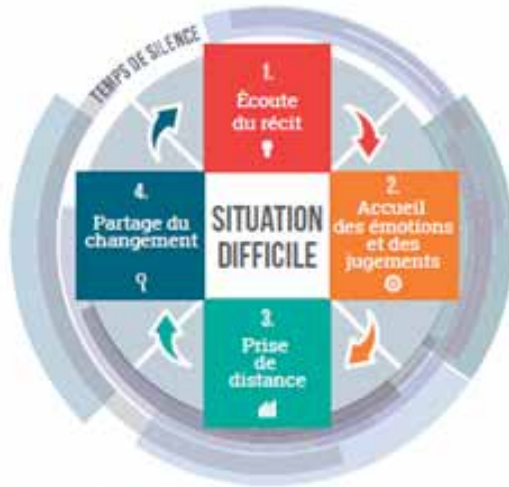 TEMPS DE SILENCE
1.
Écoute
du récit
2.
Accueil
des émotions
et des
jugements
SITUATION
DIFFICILE
4.
Partage du
changement
3.
Prise
de
distance